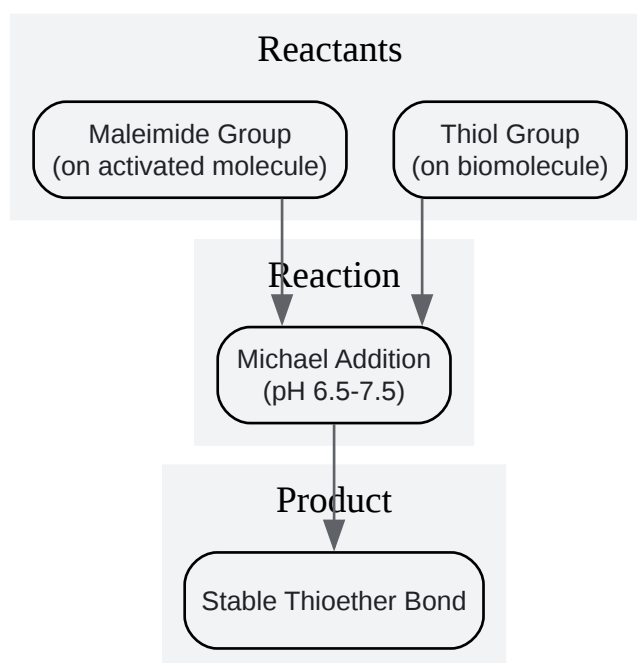 Reactants
Maleimide Group
(on activated molecule)
Thiol Group
(on biomolecule)
Reaction
Michael Addition
(pH 6.5-7.5)
Product
Stable Thioether Bond